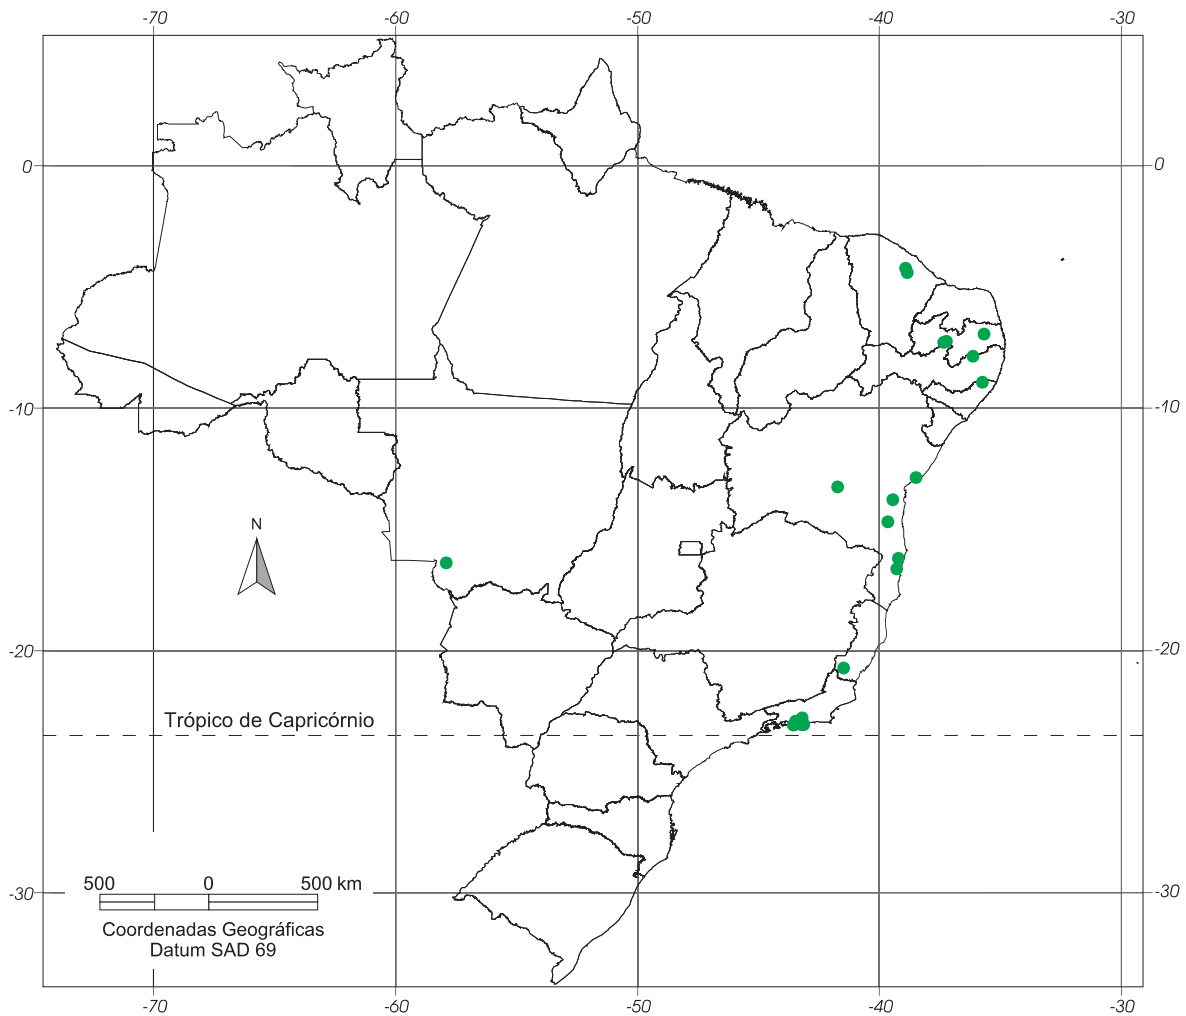 -70 -60 -50 -40 -30
0 0
-10 -10
N
-20 -20
Trópico de Capricórnio
500 0 500 km
-30 -30
Coordenadas Geográficas
Datum SAD 69
-70 -60 -50 -40 -30